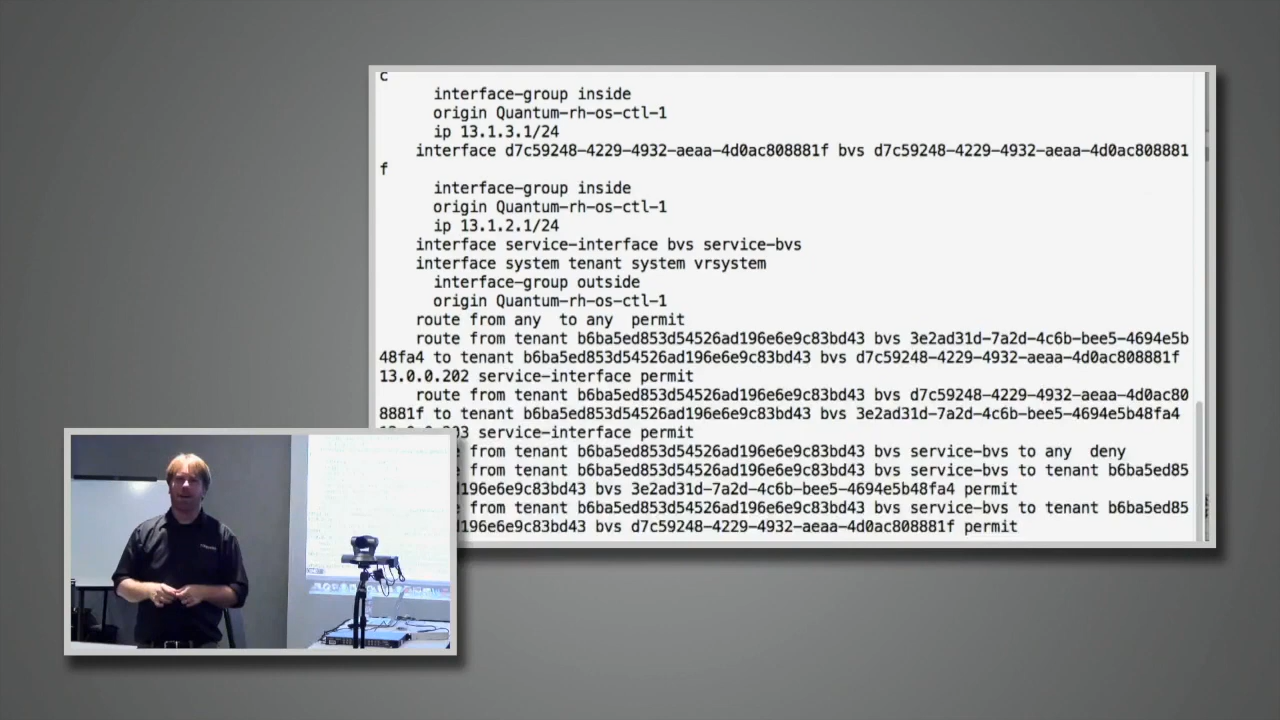 c
interface-group inside
origin Quantum-rh-os-ctl-1
ip 13.1.3.1/24
interface d7c59248-4229-4932-aeaa-4d0ac808881f bvs d7c59248-4229-4932-aeaa-4d0ac808881
f
interface-group inside
origin Quantum-rh-os-ctl-1
ip 13.1.2.1/24
interface service-interface bvs service-bvs
interface system tenant system vrsystem
interface-group outside
origin Quantum-rh-os-ctl-1
route from any  to any  permit
route from tenant b6ba5ed853d54526ad196e6e9c83bd43 bvs 3e2ad31d-7a2d-4c6b-bee5-4694e5b
48fa4 to tenant b6ba5ed853d54526ad196e6e9c83bd43 bvs d7c59248-4229-4932-aeaa-4d0ac808881f
13.0.0.202 service-interface permit
route from tenant b6ba5ed853d54526ad196e6e9c83bd43 bvs d7c59248-4229-4932-aeaa-4d0ac80
8881f to tenant b6ba5ed853d54526ad196e6e9c83bd43 bvs 3e2ad31d-7a2d-4c6b-bee5-4694e5b48fa4
service-interface permit
from tenant b6ba5ed853d54526ad196e6e9c83bd43 bvs service-bvs to any  deny
from tenant b6ba5ed853d54526ad196e6e9c83bd43 bvs service-bvs to tenant b6ba5ed85
d196e6e9c83bd43 bvs 3e2ad31d-7a2d-4c6b-bee5-4694e5b48fa4 permit
from tenant b6ba5ed853d54526ad196e6e9c83bd43 bvs service-bvs to tenant b6ba5ed85
d196e6e9c83bd43 bvs d7c59248-4229-4932-aeaa-4d0ac808881f permit